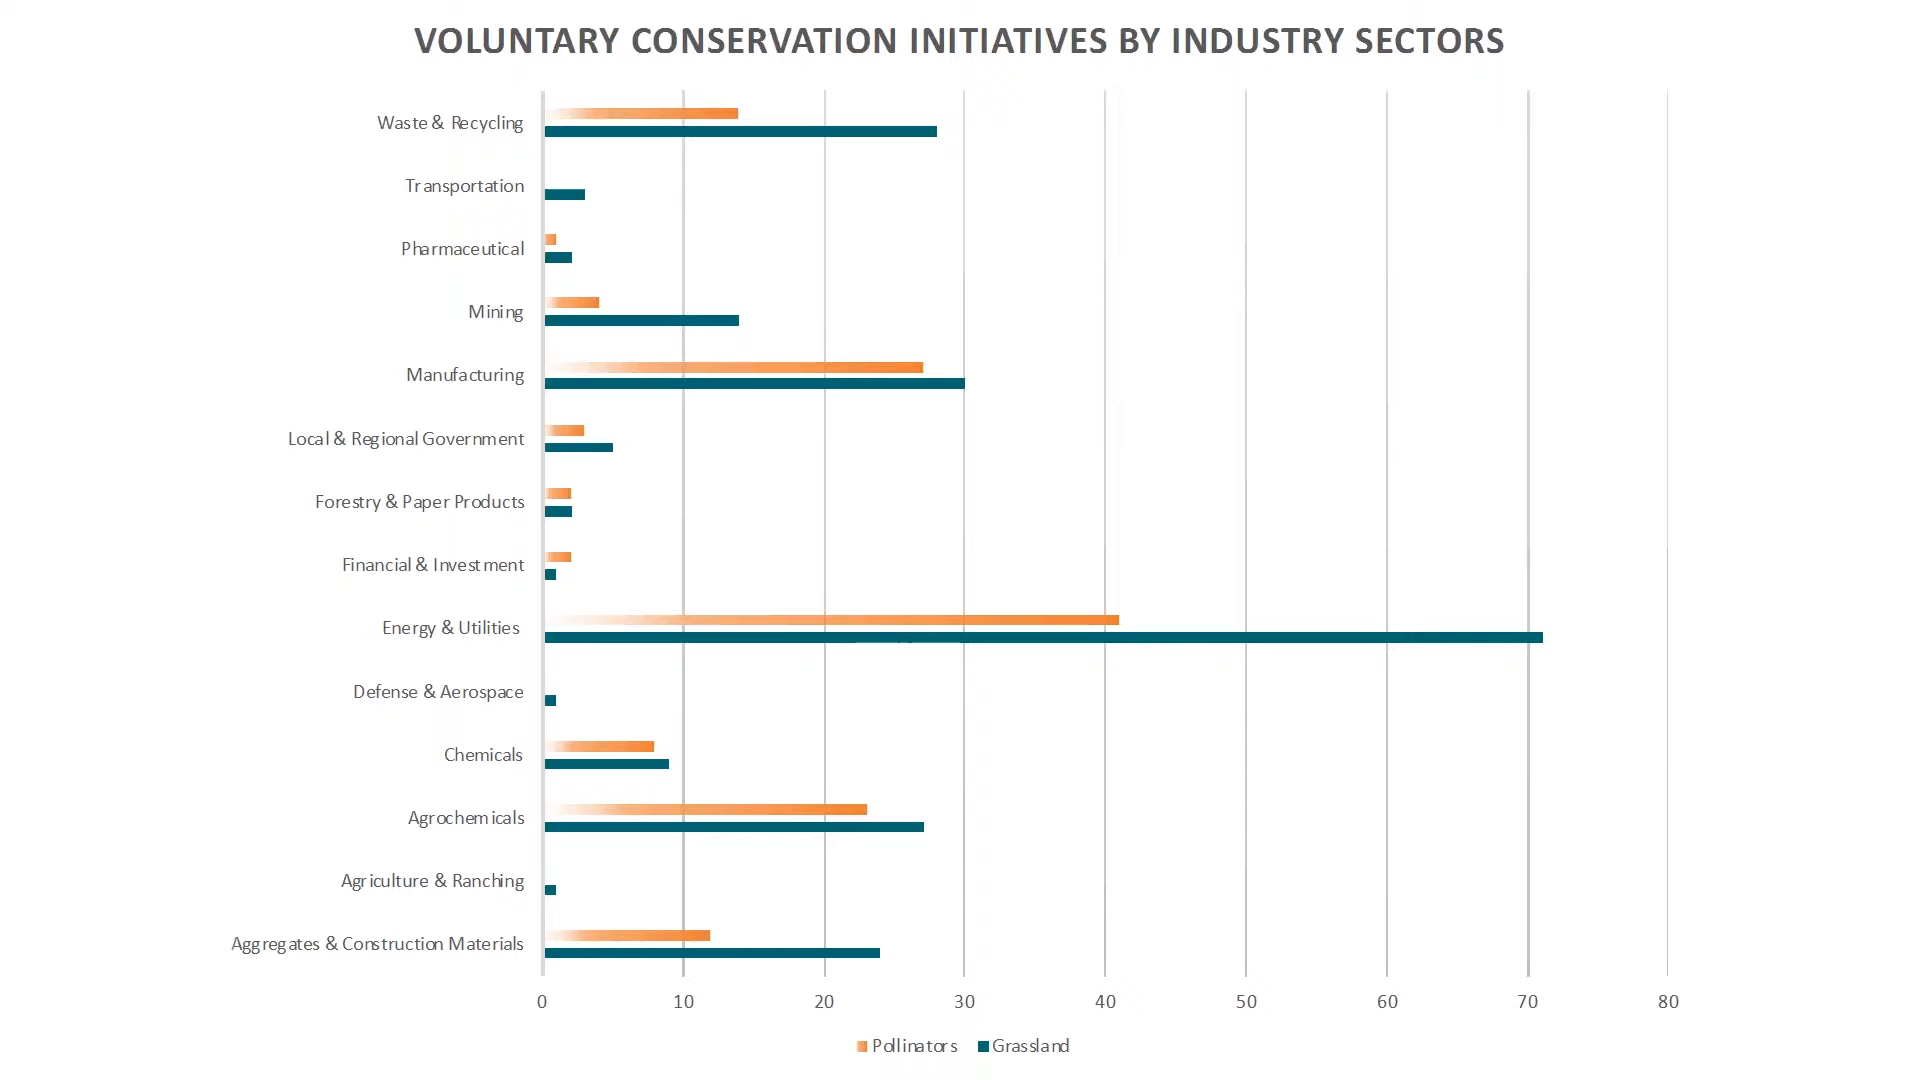 VOLUNTARY CONSERVATION INITIATIVES BY INDUSTRY SECTORS
Waste & Recycling
Transportation
Pharmaceutical
Mining
Manufacturing
Local & Regional Government
Forestry & Paper Products
Financial & Investment
Energy & Utilities
Defense & Aerospace
Chemicals
Agrochemicals
Agriculture & Ranching
Aggregates & Construction Materials
0 10 20 30 40 50 60 70 80
Pollinators Grassland